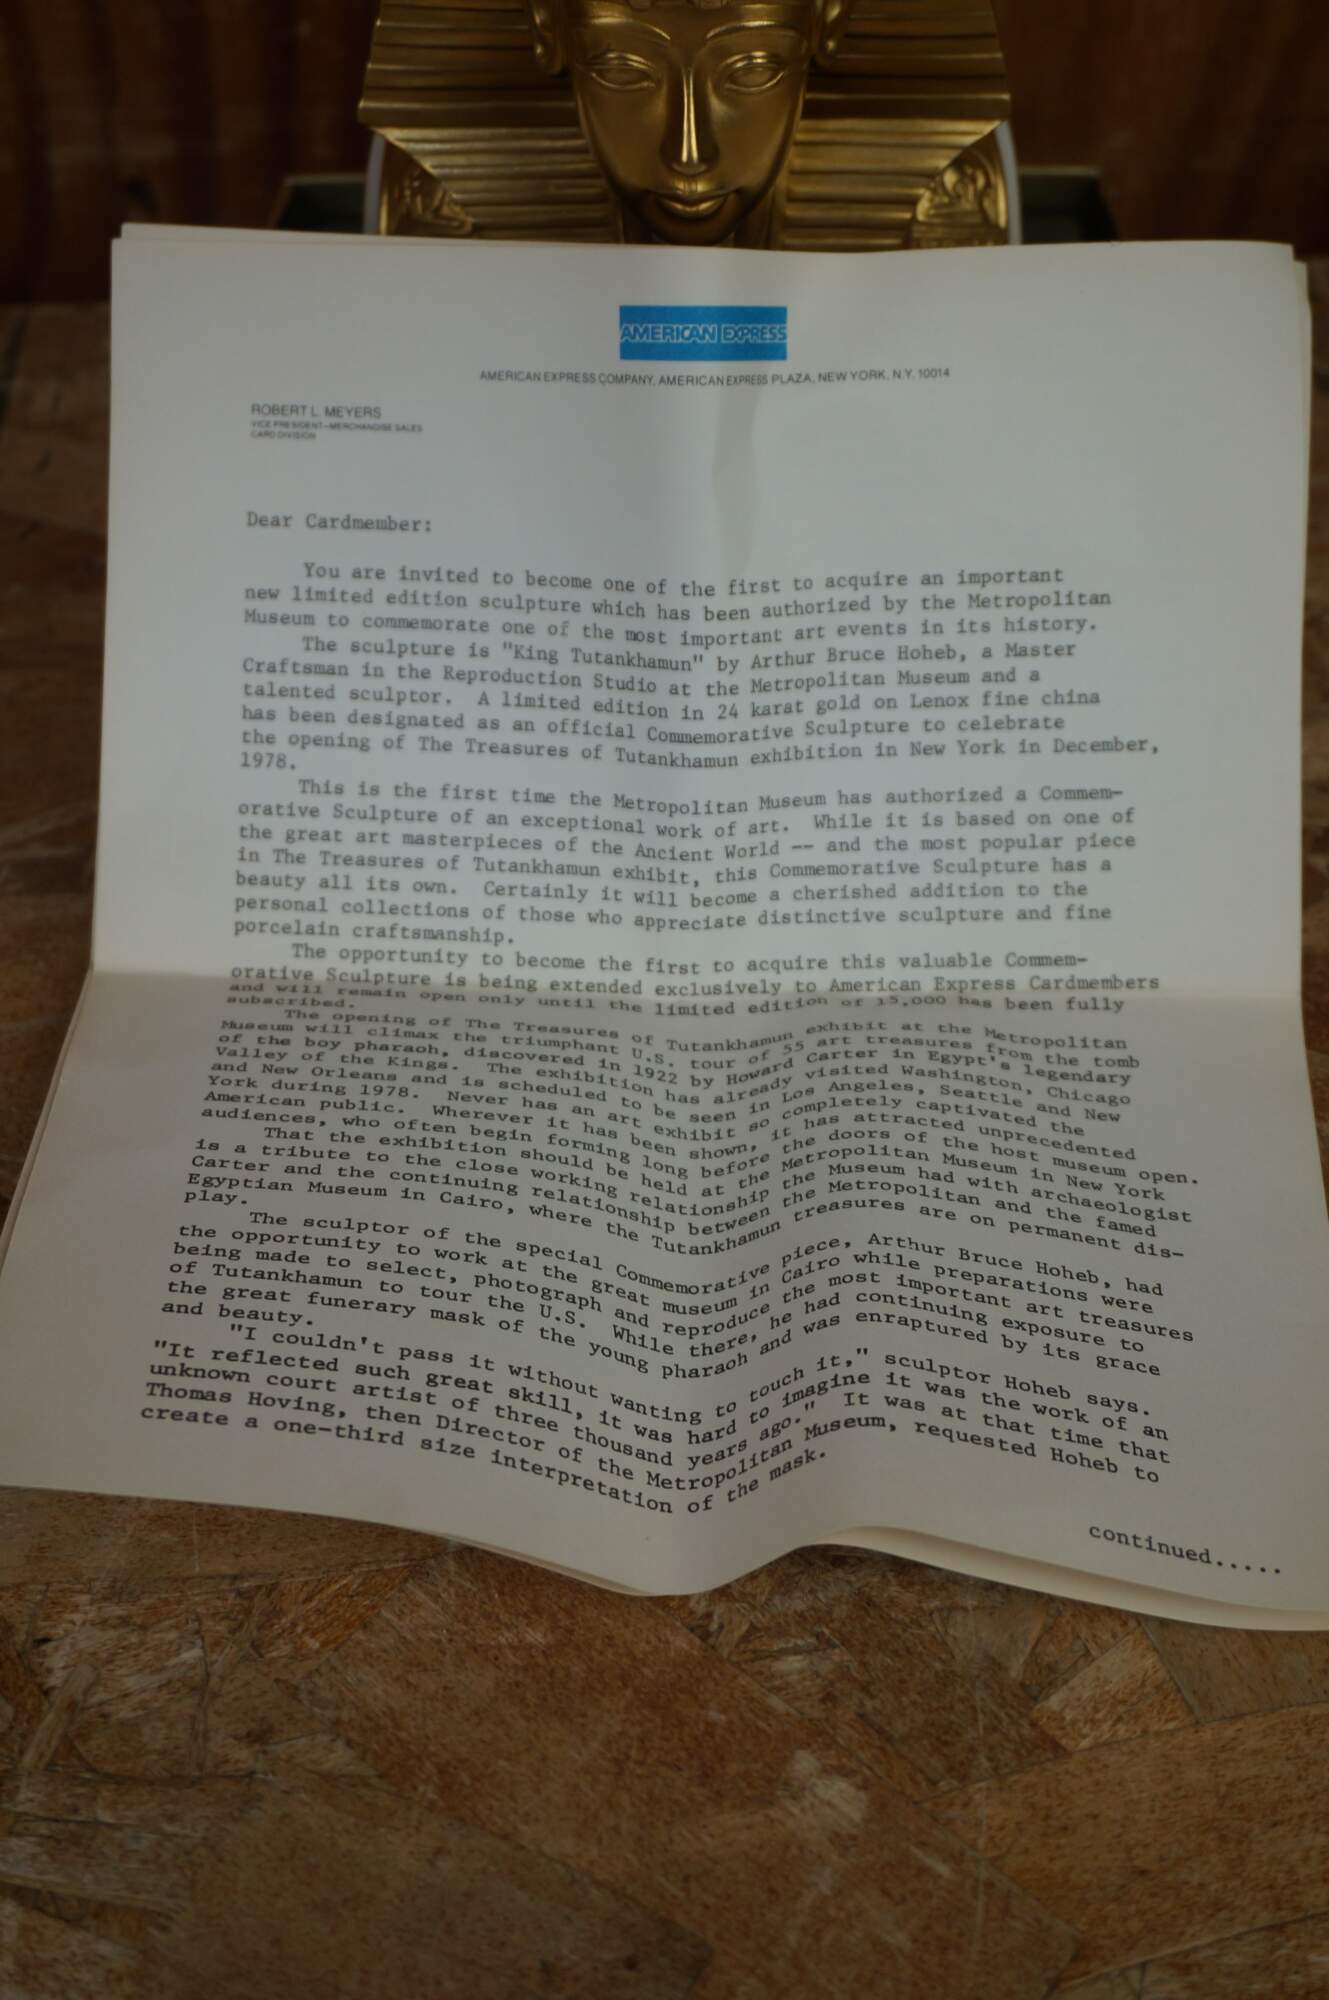 AMERICAN EXPRESS
AMERICAN EXPRESS COMPANY, AMERICAN EXPRESS PLAZA, NEW YORK, N.Y. 10014
ROBERT L. MEYERS
VICE PRESIDENT—MERCHANDISE SALES
CARD DIVISION
Dear Cardmember:
You are invited to become one of the first to acquire an important
new limited edition sculpture which has been authorized by the Metropolitan
Museum to commemorate one of the most important art events in its history.
The sculpture is "King Tutankhamun" by Arthur Bruce Hoheb, a Master
Craftsman in the Reproduction Studio at the Metropolitan Museum and a
talented sculptor. A limited edition in 24 karat gold on Lenox fine china
has been designated as an official Commemorative Sculpture to celebrate
the opening of The Treasures of Tutankhamun exhibition in New York in December,
1978.
This is the first time the Metropolitan Museum has authorized a Commem-
orative Sculpture of an exceptional work of art. While it is based on one of
the great art masterpieces of the Ancient World -- and the most popular piece
in The Treasures of Tutankhamun exhibit, this Commemorative Sculpture has a
beauty all its own. Certainly it will become a cherished addition to the
personal collections of those who appreciate distinctive sculpture and fine
porcelain craftsmanship.
The opportunity to become the first to acquire this valuable Commem-
orative Sculpture is being extended exclusively to American Express Cardmembers
and will remain open only until the limited edition of 15,000 has been fully
subscribed.
The opening of The Treasures of Tutankhamun exhibit at the Metropolitan
Museum will climax the triumphant U.S. tour of 55 art treasures from the tomb
of the boy pharaoh, discovered in 1922 by Howard Carter in Egypt's legendary
Valley of the Kings. The exhibition has already visited Washington, Chicago
and New Orleans and is scheduled to be seen in Los Angeles, Seattle and New
York during 1978. Never has an art exhibit so completely captivated the
American public. Wherever it has been shown, it has attracted unprecedented
audiences, who often begin forming long before the doors of the host museum open.
That the exhibition should be held at the Metropolitan Museum in New York
is a tribute to the close working relationship the Museum had with archaeologist
Carter and the continuing relationship between the Metropolitan and the famed
Egyptian Museum in Cairo, where the Tutankhamun treasures are on permanent dis-
play.
The sculptor of the special Commemorative piece, Arthur Bruce Hoheb, had
the opportunity to work at the great museum in Cairo while preparations were
being made to select, photograph and reproduce the most important art treasures
of Tutankhamun to tour the U.S. While there, he had continuing exposure to
the great funerary mask of the young pharaoh and was enraptured by its grace
and beauty.
"I couldn't pass it without wanting to touch it," sculptor Hoheb says.
"It reflected such great skill, it was hard to imagine it was the work of an
unknown court artist of three thousand years ago." It was at that time that
Thomas Hoving, then Director of the Metropolitan Museum, requested Hoheb to
create a one-third size interpretation of the mask.
continued.....